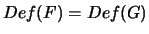 Def(F) = Def(G)